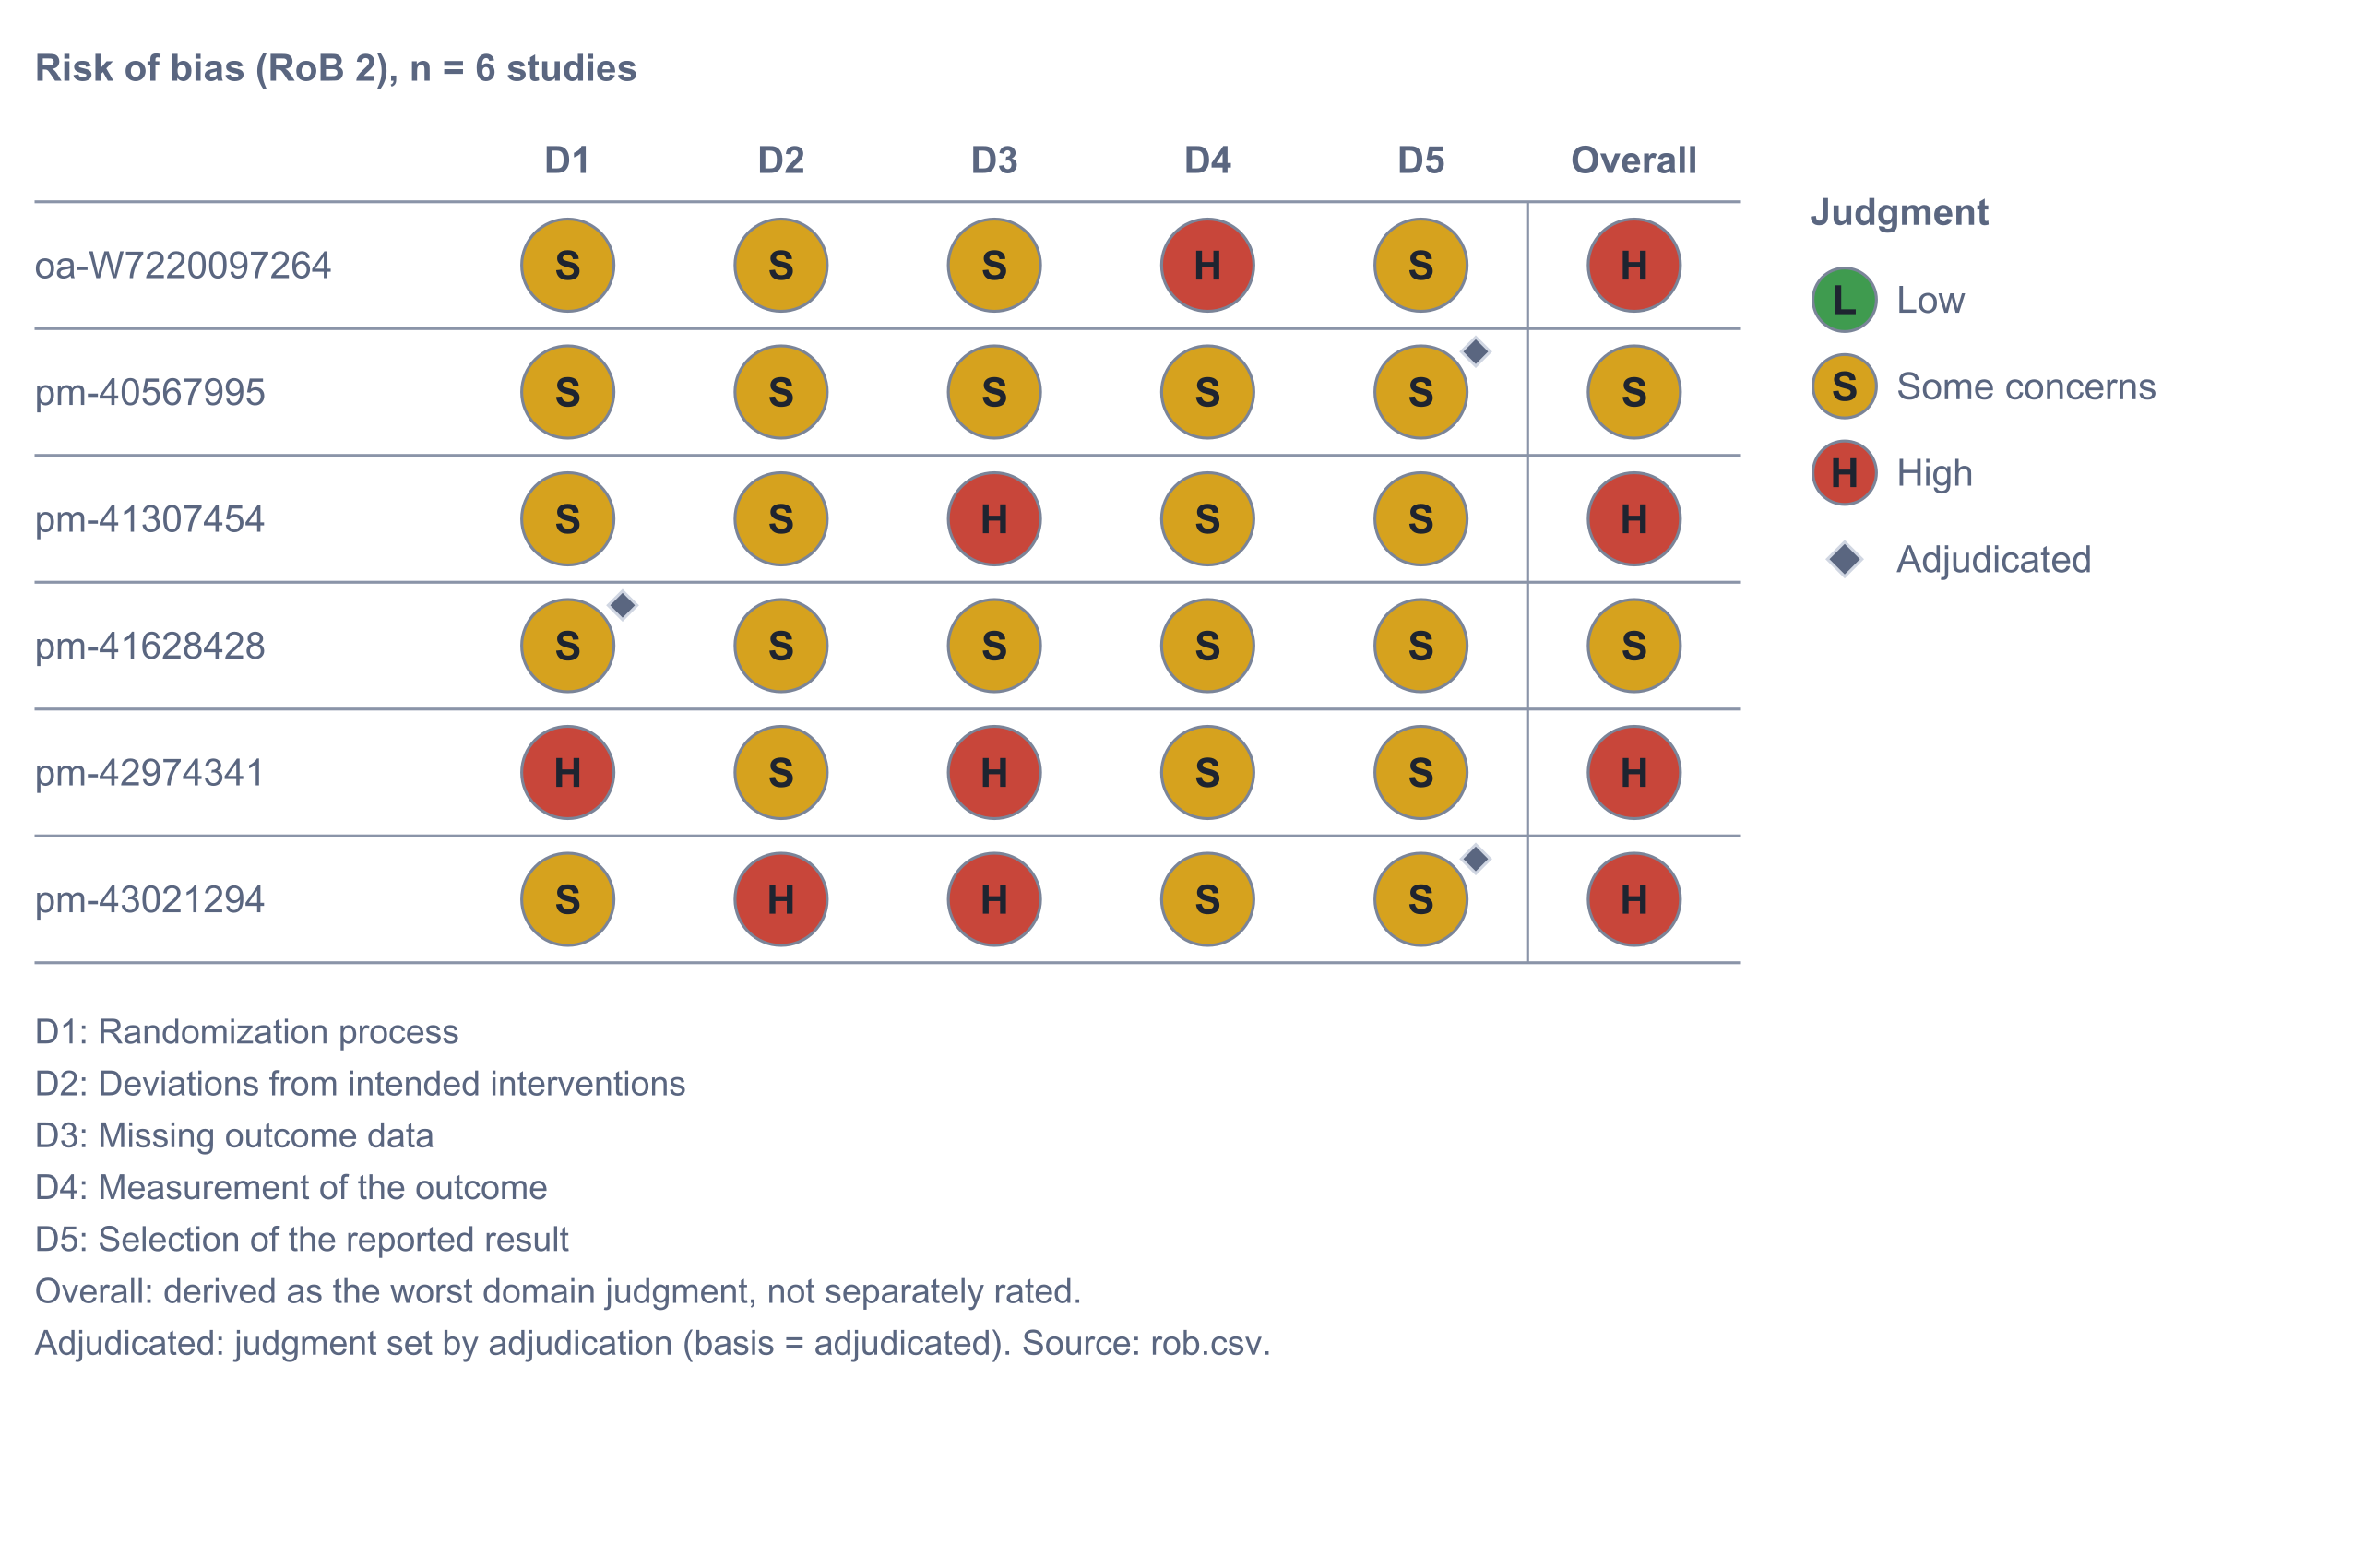 Risk of bias (RoB 2), n = 6 studies
D1 D2 D3 D4 D5 Overall
oa-W7220097264 S S S H S H
pm-40567995 S S S S S S
pm-41307454 S S H S S H
pm-41628428 S S S S S S
pm-42974341 H S H S S H
pm-43021294 S H H S S H
Judgment
L Low
S Some concerns
H High
Adjudicated
D1: Randomization process
D2: Deviations from intended interventions
D3: Missing outcome data
D4: Measurement of the outcome
D5: Selection of the reported result
Overall: derived as the worst domain judgment, not separately rated.
Adjudicated: judgment set by adjudication (basis = adjudicated). Source: rob.csv.